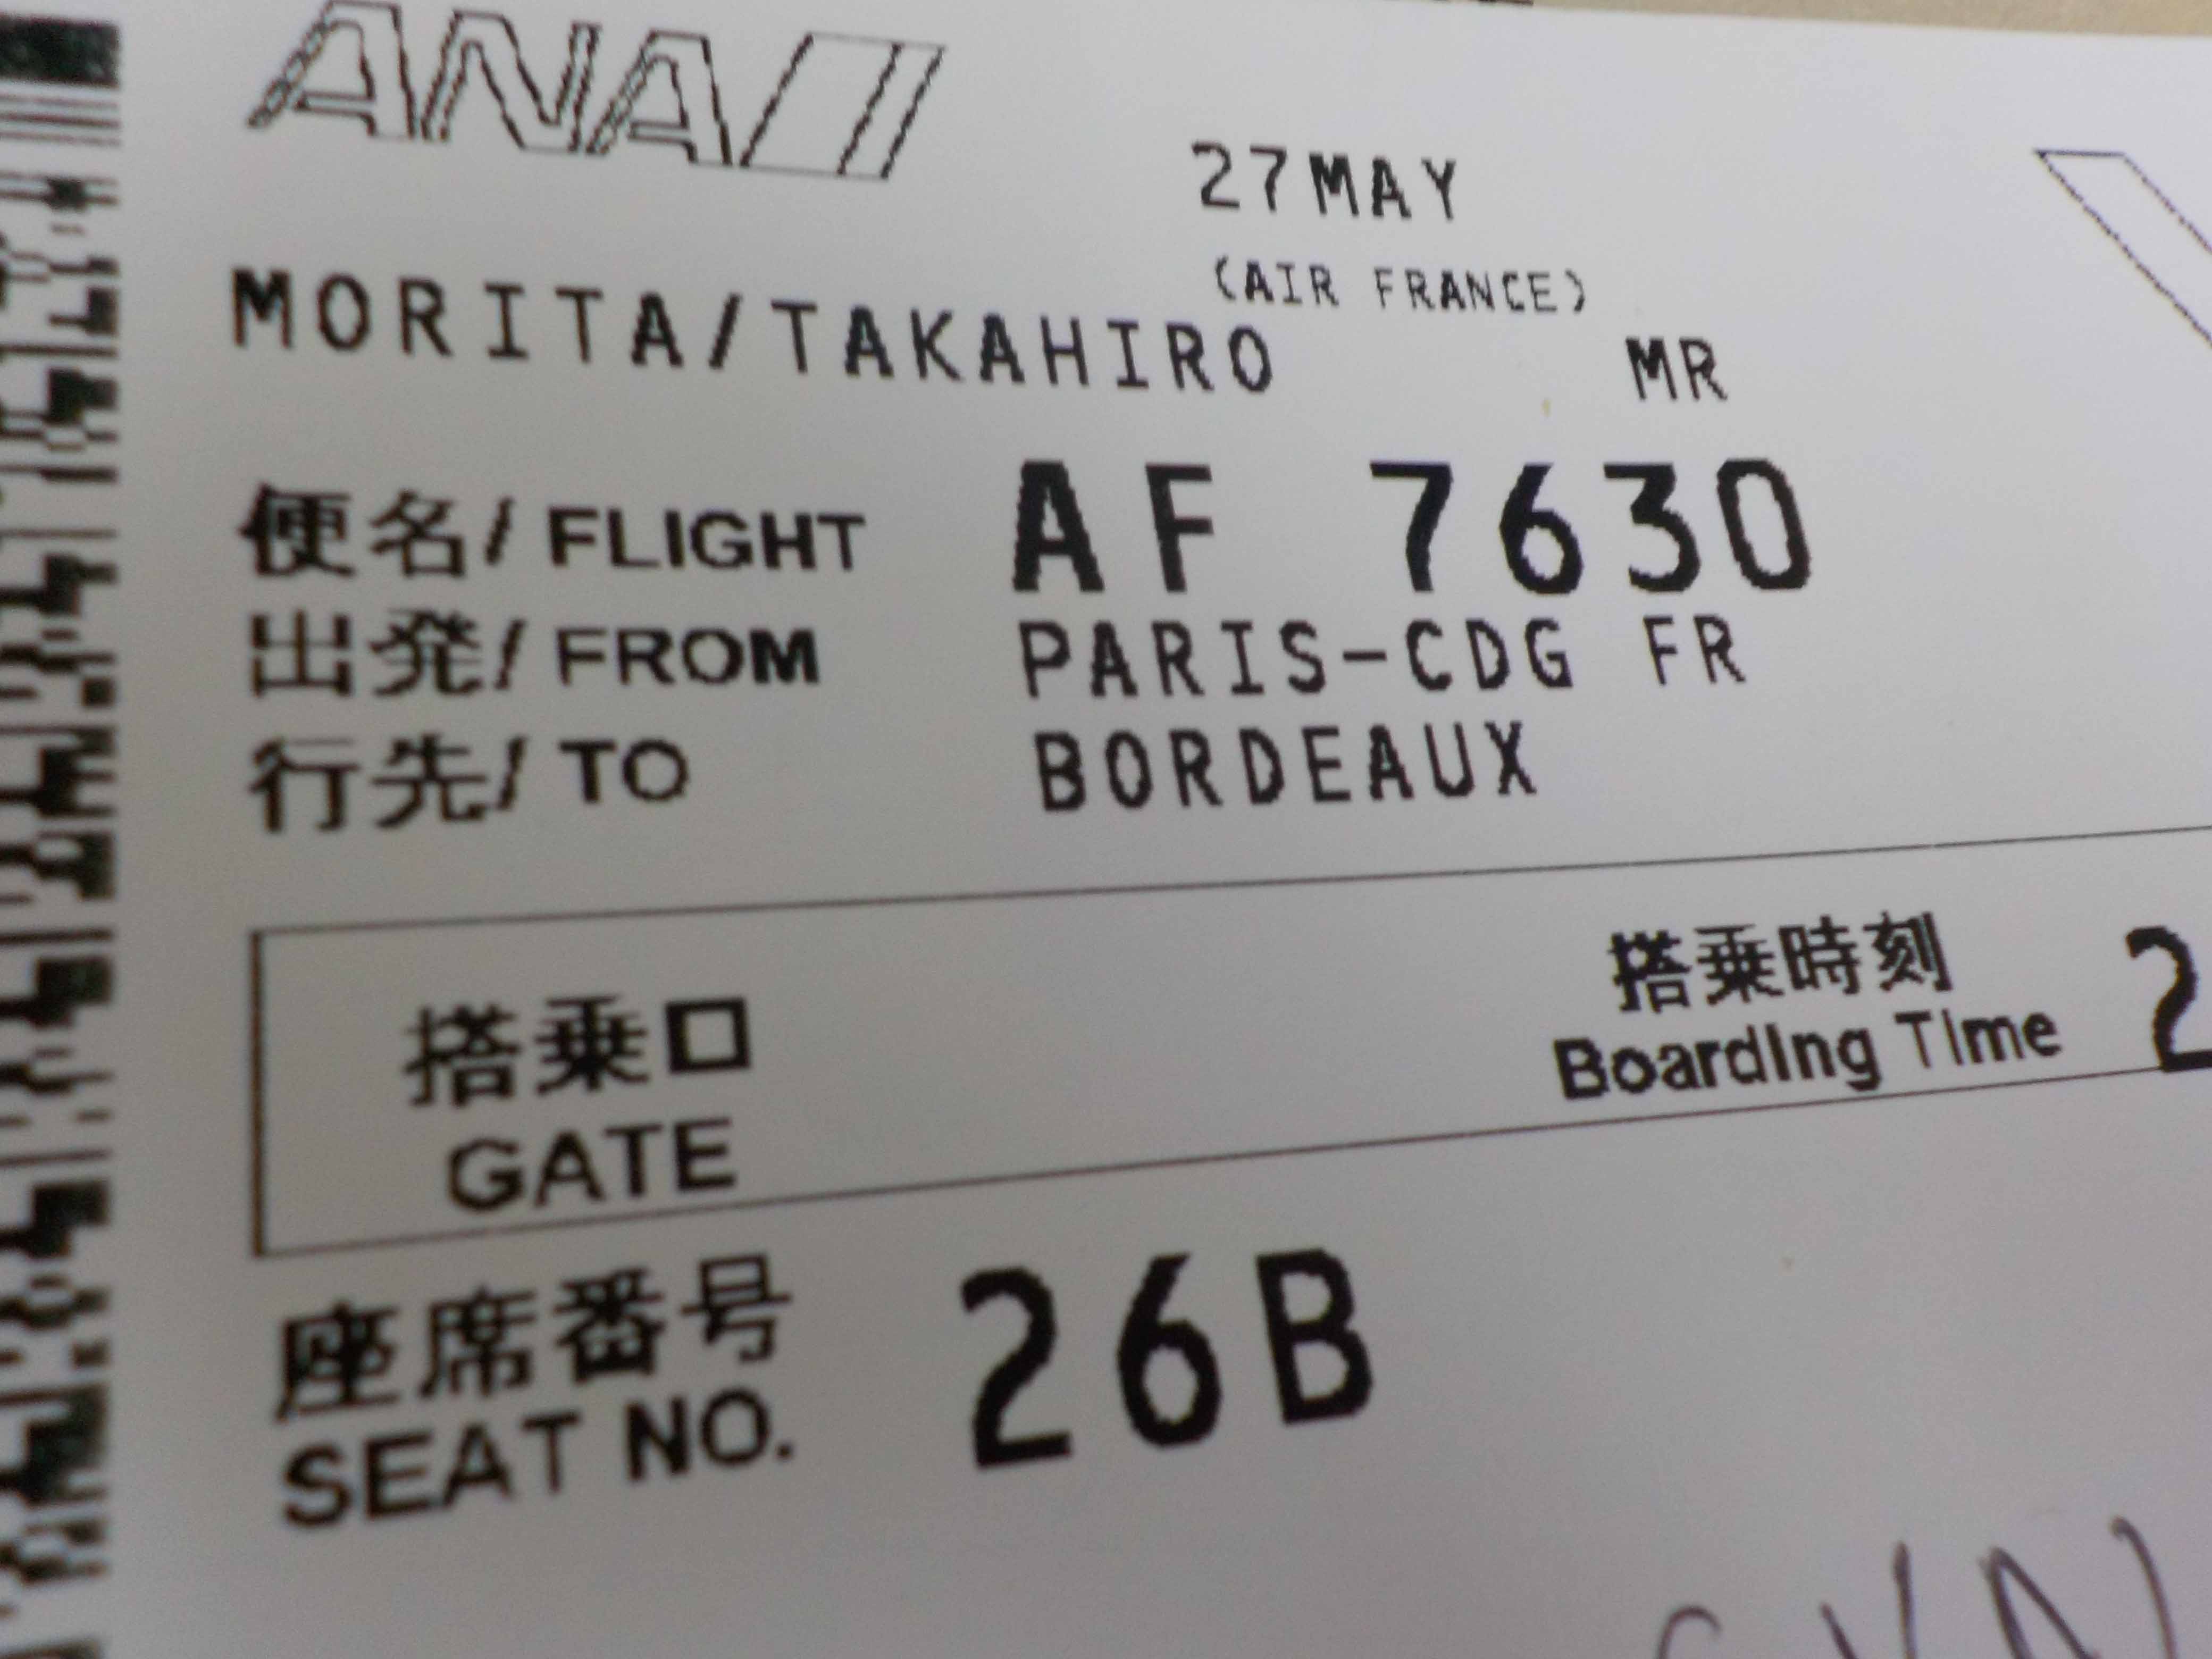 ANA
27MAY
(AIR FRANCE)
MORITA/TAKAHIRO MR
便名/ FLIGHT AF 7630
出発/ FROM PARIS-CDG FR
行先/ TO BORDEAUX
搭乗口 搭乗時刻
GATE Boarding Time 2
座席番号 26B
SEAT NO.